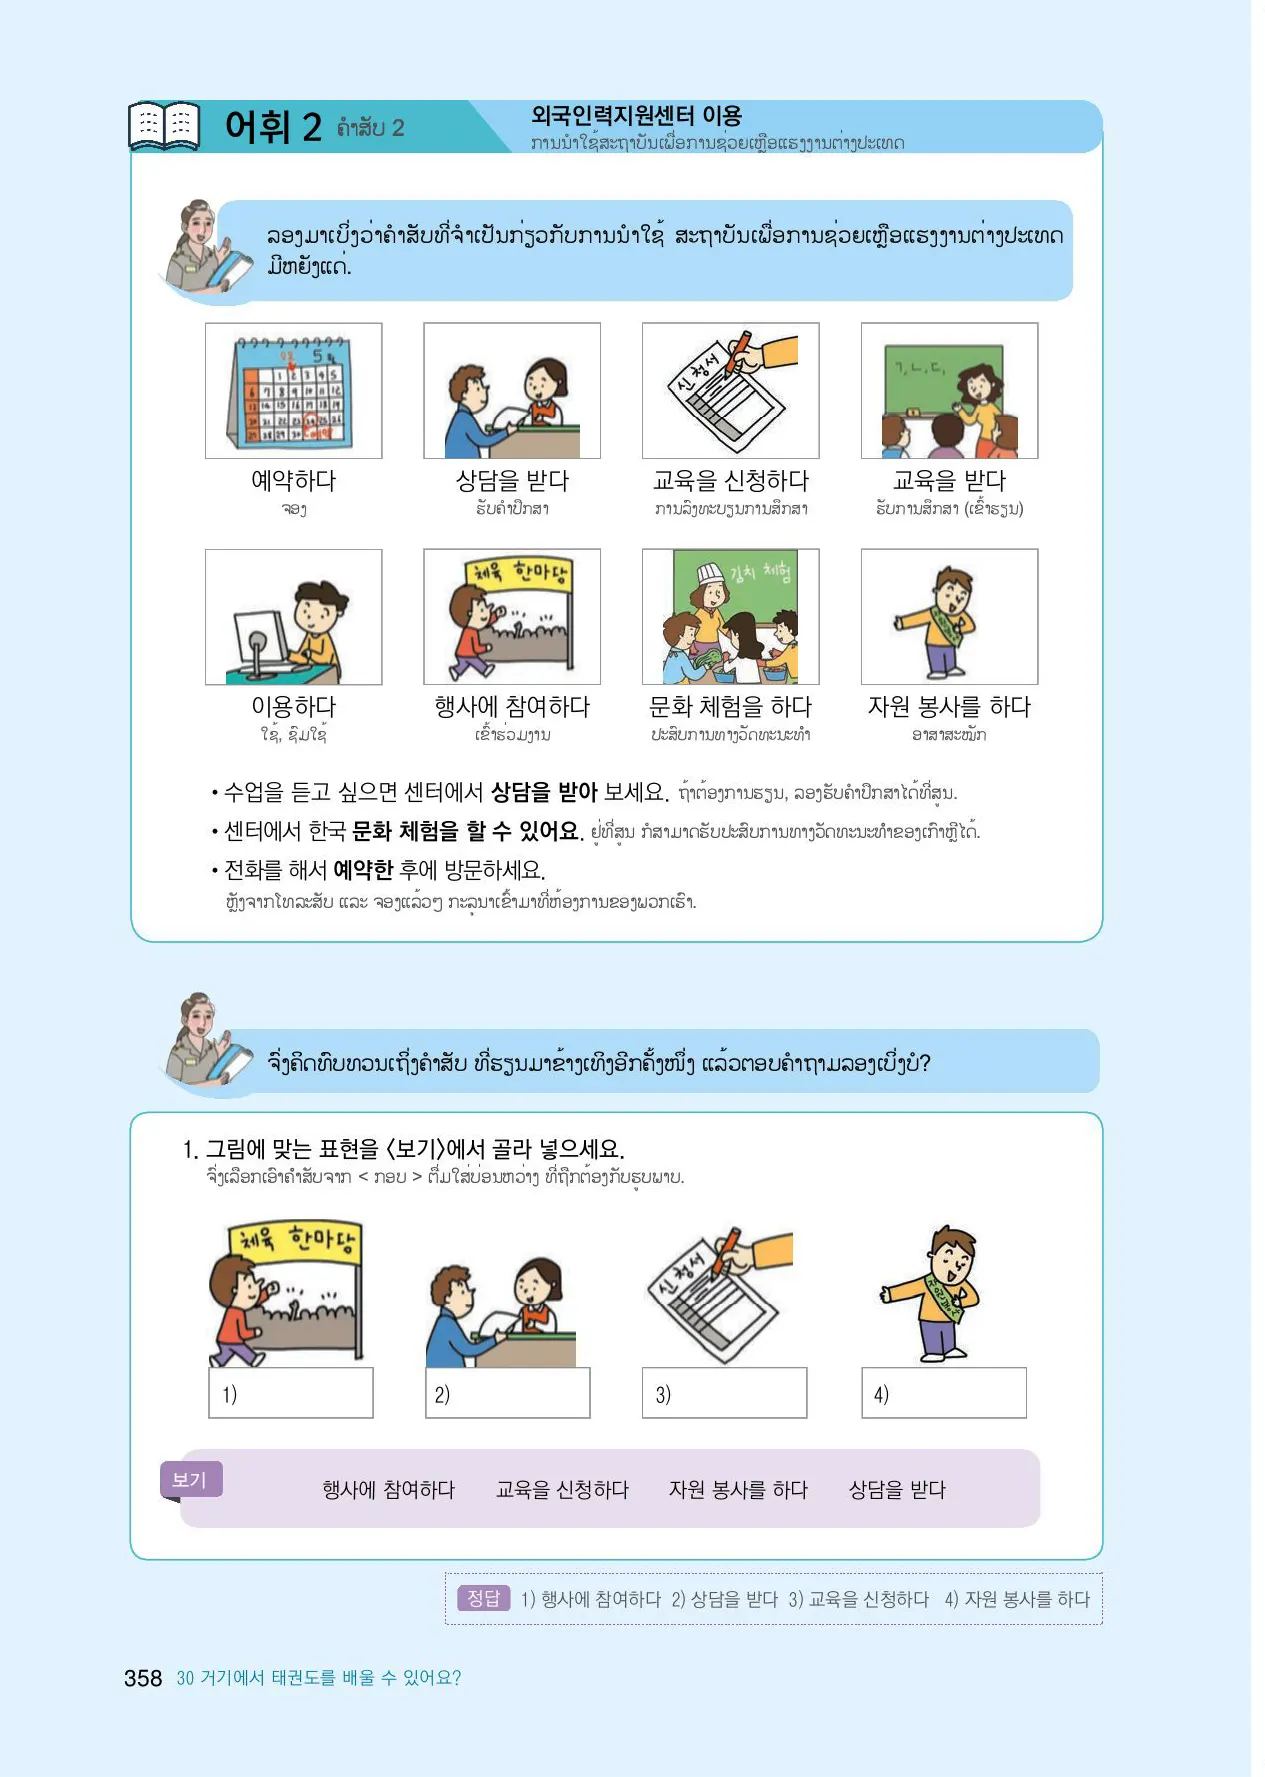 어휘 2 ຄຳສັບ 2
외국인력지원센터 이용
ການນຳໃຊ້ສະຖາບັນເພື່ອການຊ່ວຍເຫຼືອແຮງງານຕ່າງປະເທດ
ລອງມາເບິ່ງວ່າຄຳສັບທີ່ຈຳເປັນກ່ຽວກັບການນຳໃຊ້ ສະຖາບັນເພື່ອການຊ່ວຍເຫຼືອແຮງງານຕ່າງປະເທດ
ມີຫຍັງແດ່.
5월
예약
신청서
ㄱ, ㄴ, ㄷ,
예약하다 상담을 받다 교육을 신청하다 교육을 받다
ຈອງ ຮັບຄຳປຶກສາ ການລົງທະບຽນການສຶກສາ ຮັບການສຶກສາ (ເຂົ້າຮຽນ)
체육 한마당
김치 체험
이용하다 행사에 참여하다 문화 체험을 하다 자원 봉사를 하다
ໃຊ້, ຊົມໃຊ້ ເຂົ້າຮ່ວມງານ ປະສົບການທາງວັດທະນະທຳ ອາສາສະໝັກ
• 수업을 듣고 싶으면 센터에서 상담을 받아 보세요. ຖ້າຕ້ອງການຮຽນ, ລອງຮັບຄຳປຶກສາໄດ້ທີ່ສູນ.
• 센터에서 한국 문화 체험을 할 수 있어요. ຢູ່ທີ່ສູນ ກໍສາມາດຮັບປະສົບການທາງວັດທະນະທຳຂອງເກົາຫຼີໄດ້.
• 전화를 해서 예약한 후에 방문하세요.
ຫຼັງຈາກໂທລະສັບ ແລະ ຈອງແລ້ວໆ ກະລຸນາເຂົ້າມາທີ່ຫ້ອງການຂອງພວກເຮົາ.
ຈົ່ງຄິດທົບທວນເຖິ່ງຄຳສັບ ທີ່ຮຽນມາຂ້າງເທິງອີກຄັ້ງໜຶ່ງ ແລ້ວຕອບຄຳຖາມລອງເບິ່ງບໍ?
1. 그림에 맞는 표현을 〈보기〉에서 골라 넣으세요.
ຈົ່ງເລືອກເອົາຄຳສັບຈາກ < ກອບ > ຕື່ມໃສ່ບ່ອນຫວ່າງ ທີ່ຖືກຕ້ອງກັບຮູບພາບ.
체육 한마당
신청서
1) 2) 3) 4)
보기 행사에 참여하다 교육을 신청하다 자원 봉사를 하다 상담을 받다
정답 1) 행사에 참여하다 2) 상담을 받다 3) 교육을 신청하다 4) 자원 봉사를 하다
358 30 거기에서 태권도를 배울 수 있어요?